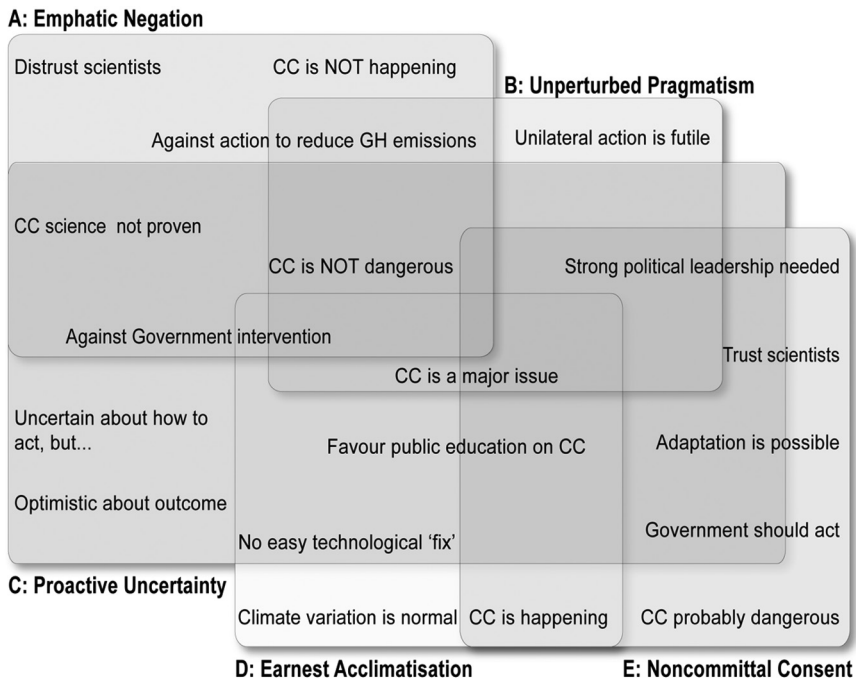 A: Emphatic Negation
Distrust scientists
CC is NOT happening
B: Unperturbed Pragmatism
Against action to reduce GH emissions
Unilateral action is futile
CC science not proven
CC is NOT dangerous
Strong political leadership needed
Against Government intervention
Trust scientists
CC is a major issue
Uncertain about how to
act, but...
Favour public education on CC
Adaptation is possible
Optimistic about outcome
No easy technological ‘fix’
Government should act
C: Proactive Uncertainty
Climate variation is normal
CC is happening
CC probably dangerous
D: Earnest Acclimatisation
E: Noncommittal Consent